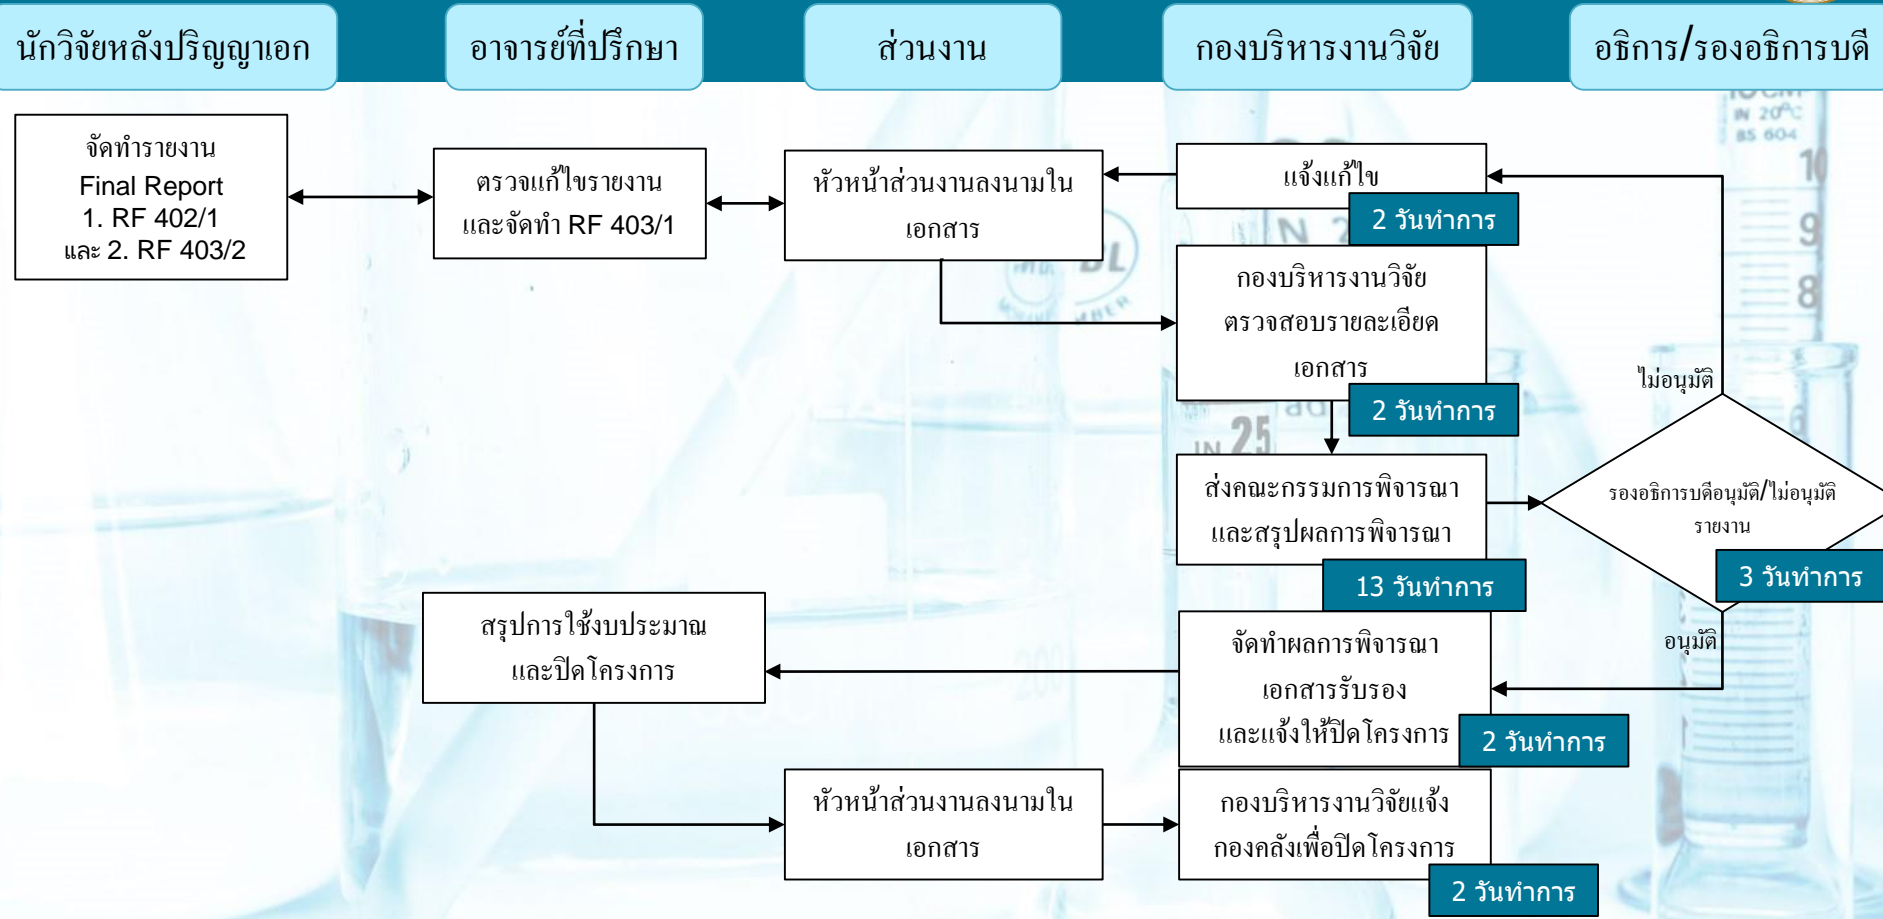 นักวิจัยหลังปริญญาเอก
อาจารย์ที่ปรึกษา
ส่วนงาน
กองบริหารงานวิจัย
อธิการ/รองอธิการบดี
จัดทำรายงาน
Final Report
1. RF 402/1
และ 2. RF 403/2
ตรวจแก้ไขรายงาน
และจัดทำ RF 403/1
หัวหน้าส่วนงานลงนามใน
เอกสาร
แจ้งแก้ไข
2 วันทำการ
กองบริหารงานวิจัย
ตรวจสอบรายละเอียด
เอกสาร
2 วันทำการ
ส่งคณะกรรมการพิจารณา
และสรุปผลการพิจารณา
13 วันทำการ
ไม่อนุมัติ
รองอธิการบดีอนุมัติ/ไม่อนุมัติ
รายงาน
3 วันทำการ
อนุมัติ
จัดทำผลการพิจารณา
เอกสารรับรอง
และแจ้งให้ปิดโครงการ
2 วันทำการ
สรุปการใช้งบประมาณ
และปิดโครงการ
หัวหน้าส่วนงานลงนามใน
เอกสาร
กองบริหารงานวิจัยแจ้ง
กองคลังเพื่อปิดโครงการ
2 วันทำการ
IN 20°C
BS 604
10
9
8
IN 25